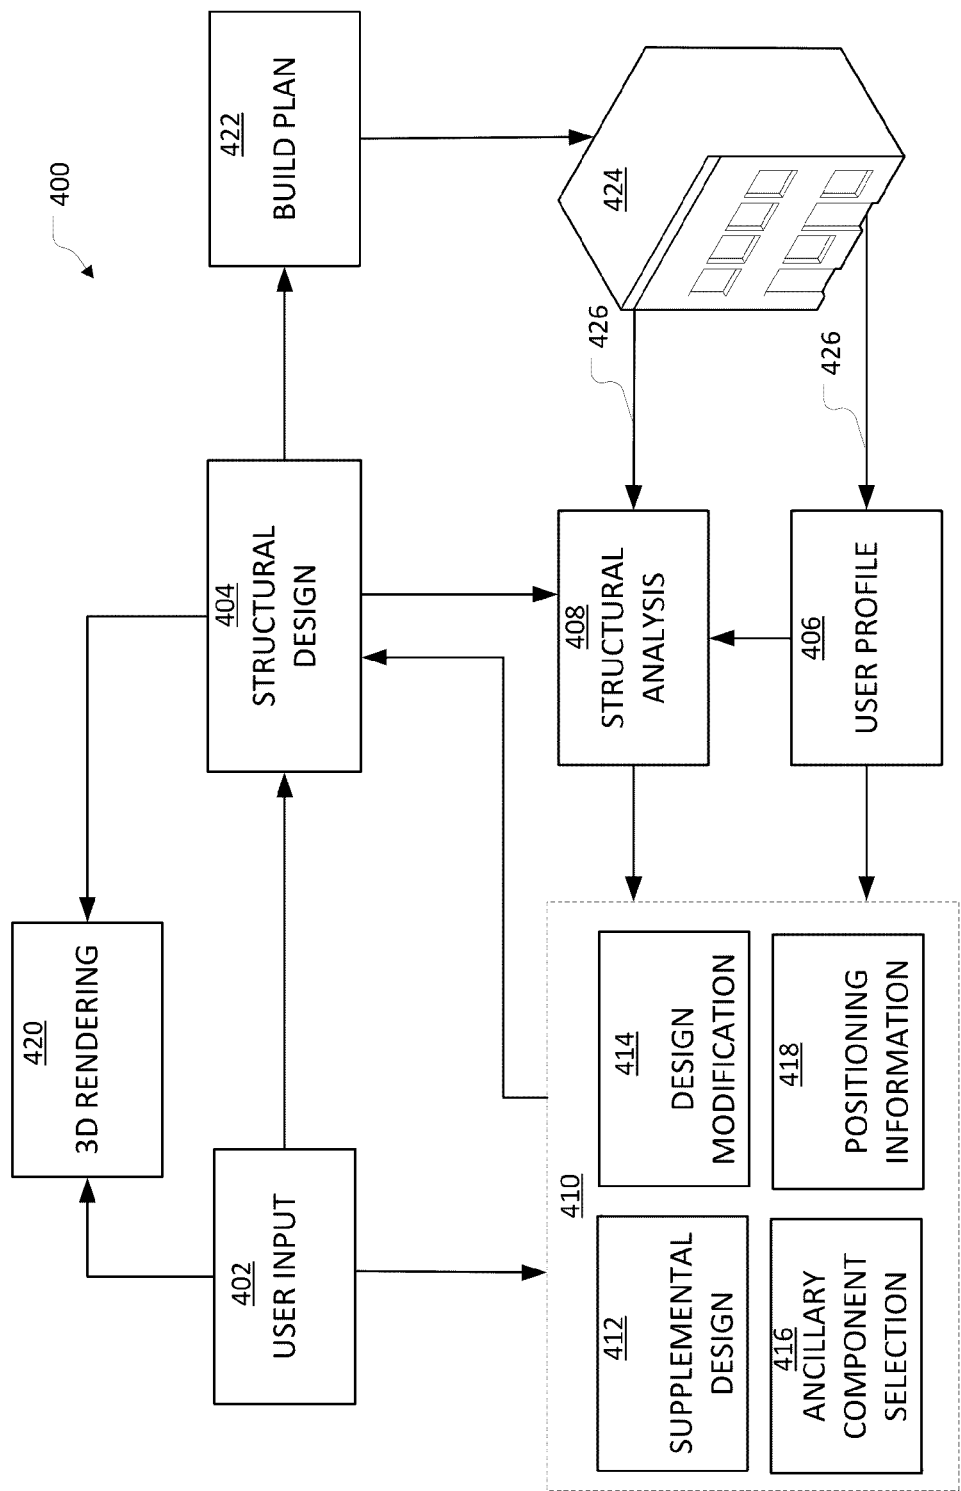 400
420
3D RENDERING
402
USER INPUT
404
STRUCTURAL
DESIGN
422
BUILD PLAN
410
412
SUPPLEMENTAL
DESIGN
414
DESIGN
MODIFICATION
416
ANCILLARY
COMPONENT
SELECTION
418
POSITIONING
INFORMATION
408
STRUCTURAL
ANALYSIS
406
USER PROFILE
426
426
424